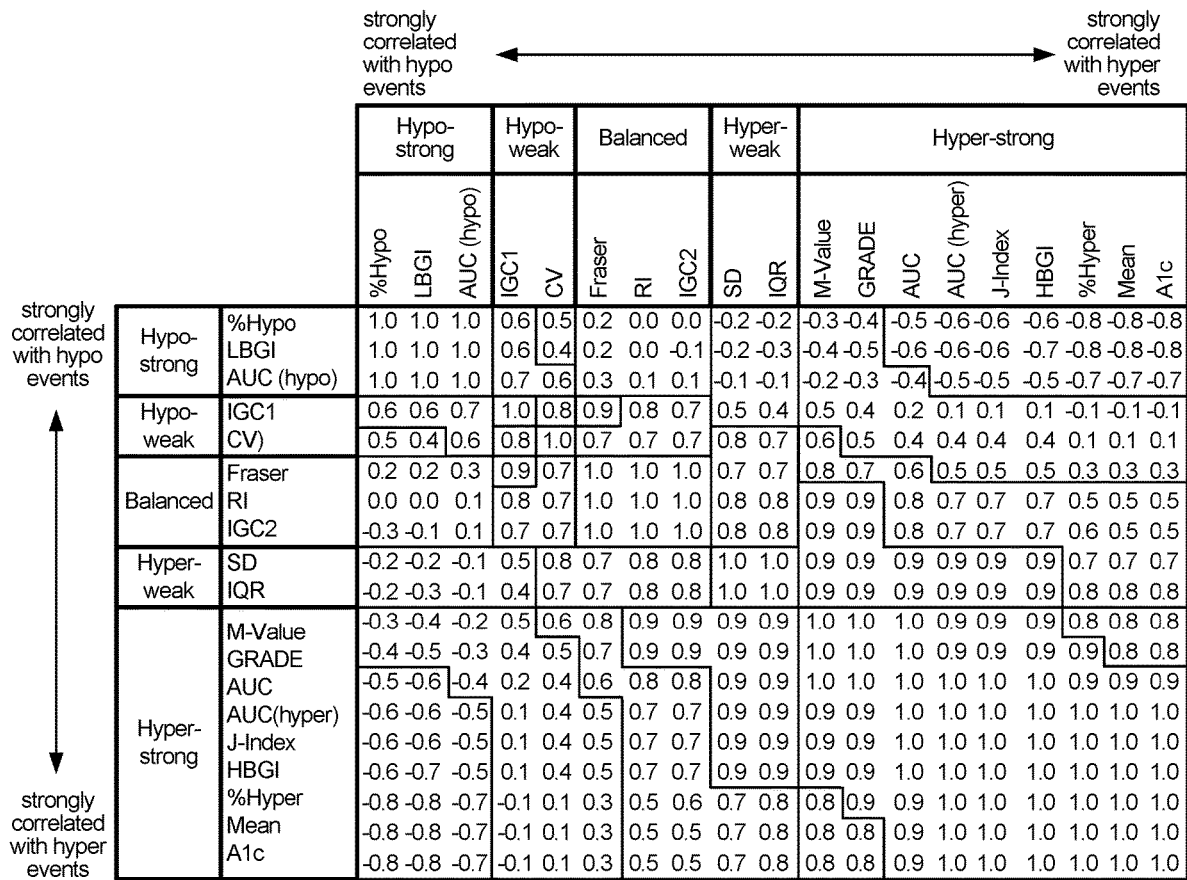 strongly
correlated
with hypo
events
strongly
correlated
with hyper
events
Hypo-
strong
Hypo-
weak
Balanced
Hyper-
weak
Hyper-strong
%Hypo LBGI AUC (hypo) IGC1 CV Fraser RI IGC2 SD IQR M-Value GRADE AUC AUC (hyper) J-Index HBGI %Hyper Mean A1c
strongly
correlated
with hypo
events
Hypo-
strong
%Hypo 1.0 1.0 1.0 0.6 0.5 0.2 0.0 0.0 -0.2 -0.2 -0.3 -0.4 -0.5 -0.6 -0.6 -0.6 -0.8 -0.8 -0.8
LBGI 1.0 1.0 1.0 0.6 0.4 0.2 0.0 -0.1 -0.2 -0.3 -0.4 -0.5 -0.6 -0.6 -0.6 -0.7 -0.8 -0.8 -0.8
AUC (hypo) 1.0 1.0 1.0 0.7 0.6 0.3 0.1 0.1 -0.1 -0.1 -0.2 -0.3 -0.4 -0.5 -0.5 -0.5 -0.7 -0.7 -0.7
Hypo-
weak
IGC1 0.6 0.6 0.7 1.0 0.8 0.9 0.8 0.7 0.5 0.4 0.5 0.4 0.2 0.1 0.1 0.1 -0.1 -0.1 -0.1
CV) 0.5 0.4 0.6 0.8 1.0 0.7 0.7 0.7 0.8 0.7 0.6 0.5 0.4 0.4 0.4 0.4 0.1 0.1 0.1
Balanced
Fraser 0.2 0.2 0.3 0.9 0.7 1.0 1.0 1.0 0.7 0.7 0.8 0.7 0.6 0.5 0.5 0.5 0.3 0.3 0.3
RI 0.0 0.0 0.1 0.8 0.7 1.0 1.0 1.0 0.8 0.8 0.9 0.9 0.8 0.7 0.7 0.7 0.5 0.5 0.5
IGC2 -0.3 -0.1 0.1 0.7 0.7 1.0 1.0 1.0 0.8 0.8 0.9 0.9 0.8 0.7 0.7 0.7 0.6 0.5 0.5
Hyper-
weak
SD -0.2 -0.2 -0.1 0.5 0.8 0.7 0.8 0.8 1.0 1.0 0.9 0.9 0.9 0.9 0.9 0.9 0.7 0.7 0.7
IQR -0.2 -0.3 -0.1 0.4 0.7 0.7 0.8 0.8 1.0 1.0 0.9 0.9 0.9 0.9 0.9 0.9 0.8 0.8 0.8
Hyper-
strong
M-Value -0.3 -0.4 -0.2 0.5 0.6 0.8 0.9 0.9 0.9 0.9 1.0 1.0 1.0 0.9 0.9 0.9 0.8 0.8 0.8
GRADE -0.4 -0.5 -0.3 0.4 0.5 0.7 0.9 0.9 0.9 0.9 1.0 1.0 1.0 0.9 0.9 0.9 0.9 0.8 0.8
AUC -0.5 -0.6 -0.4 0.2 0.4 0.6 0.8 0.8 0.9 0.9 1.0 1.0 1.0 1.0 1.0 1.0 0.9 0.9 0.9
AUC(hyper) -0.6 -0.6 -0.5 0.1 0.4 0.5 0.7 0.7 0.9 0.9 0.9 0.9 1.0 1.0 1.0 1.0 1.0 1.0 1.0
J-Index -0.6 -0.6 -0.5 0.1 0.4 0.5 0.7 0.7 0.9 0.9 0.9 0.9 1.0 1.0 1.0 1.0 1.0 1.0 1.0
HBGI -0.6 -0.7 -0.5 0.1 0.4 0.5 0.7 0.7 0.9 0.9 0.9 0.9 1.0 1.0 1.0 1.0 1.0 1.0 1.0
%Hyper -0.8 -0.8 -0.7 -0.1 0.1 0.3 0.5 0.6 0.7 0.8 0.8 0.9 0.9 1.0 1.0 1.0 1.0 1.0 1.0
Mean -0.8 -0.8 -0.7 -0.1 0.1 0.3 0.5 0.5 0.7 0.8 0.8 0.8 0.9 1.0 1.0 1.0 1.0 1.0 1.0
A1c -0.8 -0.8 -0.7 -0.1 0.1 0.3 0.5 0.5 0.7 0.8 0.8 0.8 0.9 1.0 1.0 1.0 1.0 1.0 1.0
strongly
correlated
with hyper
events